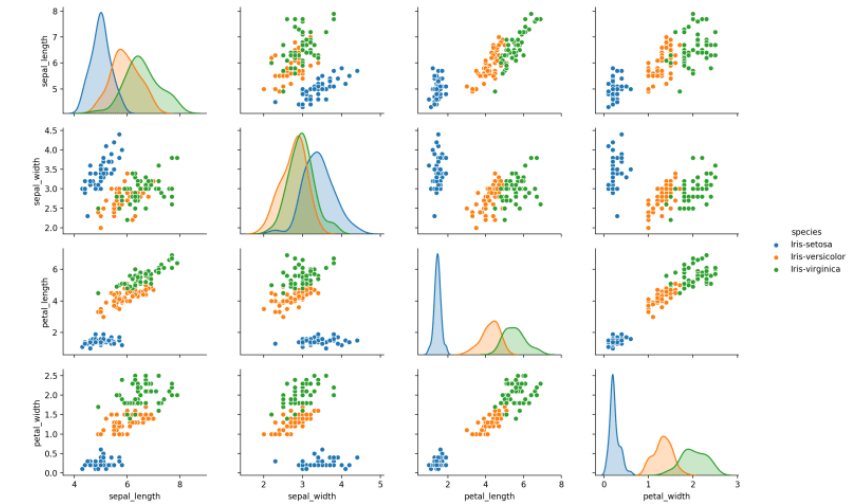 sepal_length
8
7
6
5
sepal_width
4.5
4.0
3.5
3.0
2.5
2.0
species
Iris-setosa
Iris-versicolor
Iris-virginica
petal_length
6
4
2
petal_width
2.5
2.0
1.5
1.0
0.5
0.0
4 6 8
2 3 4 5
2 4 6 8
0 1 2 3
sepal_length
sepal_width
petal_length
petal_width